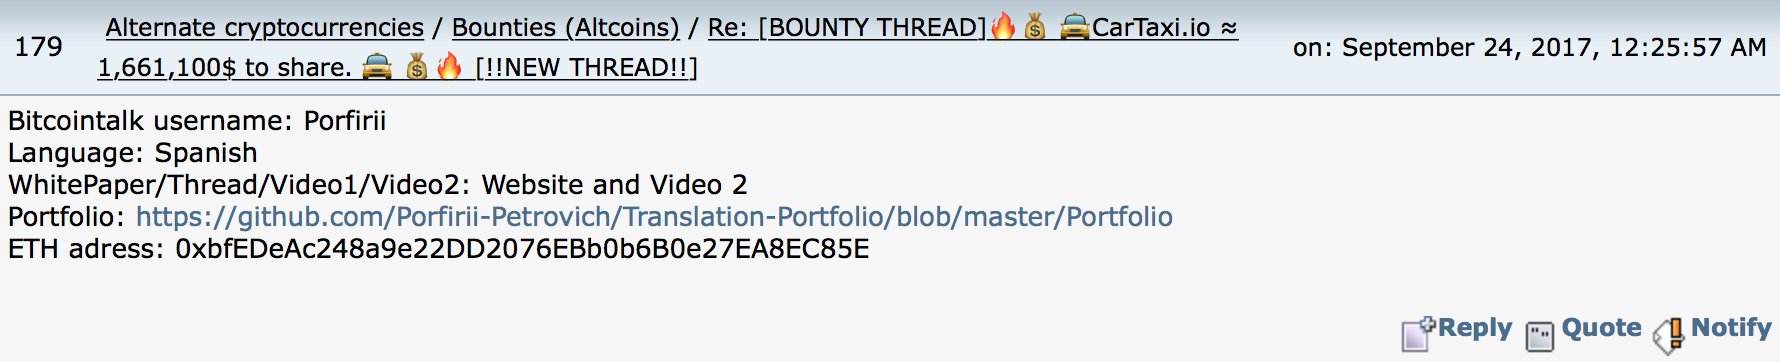 179
Alternate cryptocurrencies / Bounties (Altcoins) / Re: [BOUNTY THREAD]🔥💰 🚖CarTaxi.io ≈
1,661,100$ to share. 🚖 💰🔥 [!!NEW THREAD!!]
on: September 24, 2017, 12:25:57 AM
Bitcointalk username: Porfirii
Language: Spanish
WhitePaper/Thread/Video1/Video2: Website and Video 2
Portfolio: https://github.com/Porfirii-Petrovich/Translation-Portfolio/blob/master/Portfolio
ETH adress: 0xbfEDeAc248a9e22DD2076EBb0b6B0e27EA8EC85E
Reply Quote Notify